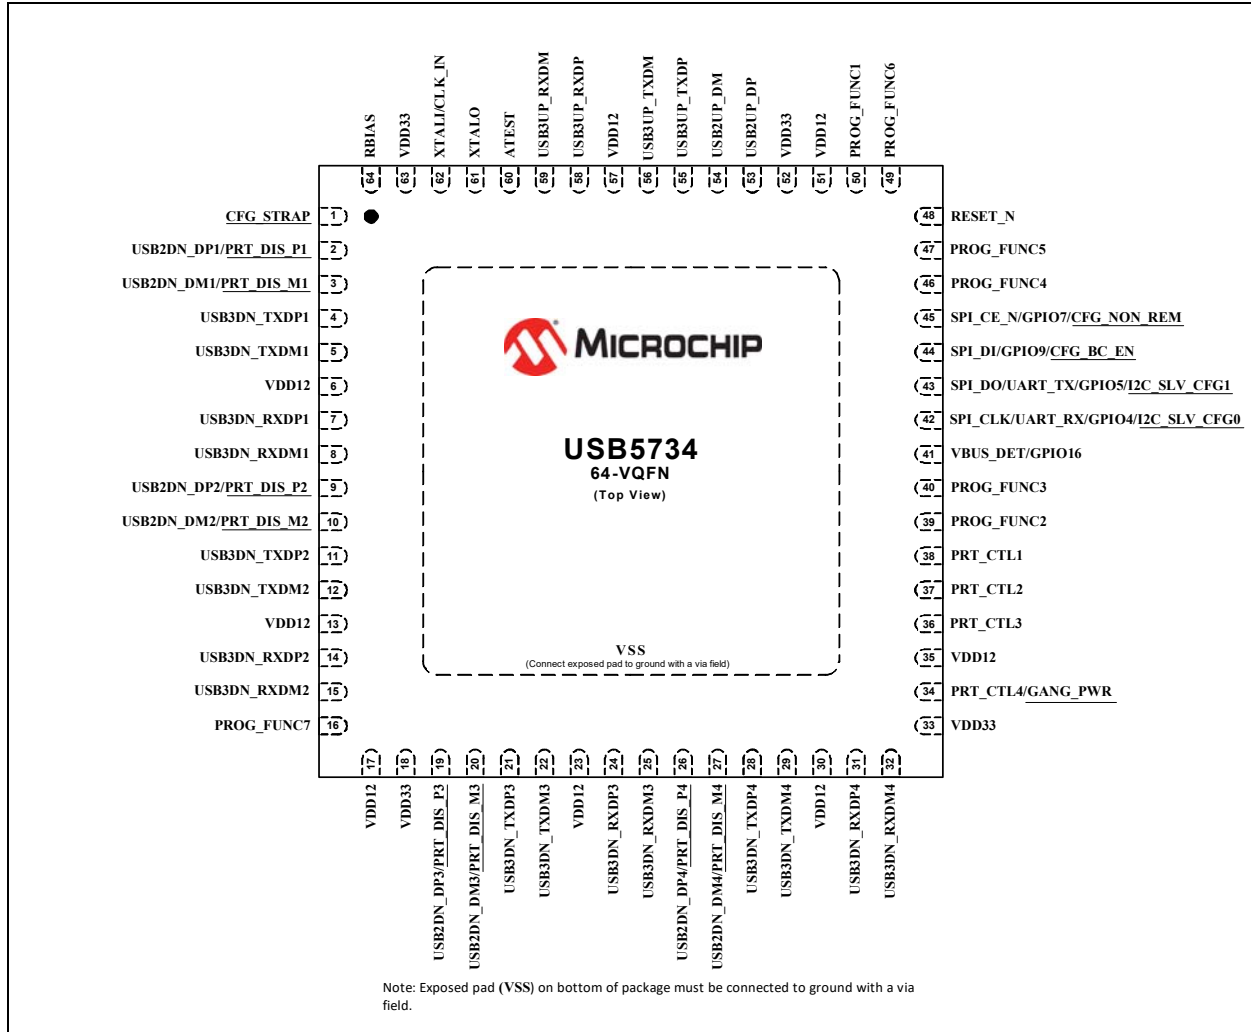 RBIAS
VDD33
XTALI/CLK_IN
XTALO
ATEST
USB3UP_RXDM
USB3UP_RXDP
VDD12
USB3UP_TXDM
USB3UP_TXDP
USB2UP_DM
USB2UP_DP
VDD33
VDD12
PROG_FUNC1
PROG_FUNC6
64
63
62
61
60
59
58
57
56
55
54
53
52
51
50
49
CFG_STRAP 1
USB2DN_DP1/PRT_DIS_P1 2
USB2DN_DM1/PRT_DIS_M1 3
USB3DN_TXDP1 4
USB3DN_TXDM1 5
VDD12 6
USB3DN_RXDP1 7
USB3DN_RXDM1 8
USB2DN_DP2/PRT_DIS_P2 9
USB2DN_DM2/PRT_DIS_M2 10
USB3DN_TXDP2 11
USB3DN_TXDM2 12
VDD12 13
USB3DN_RXDP2 14
USB3DN_RXDM2 15
PROG_FUNC7 16
MICROCHIP
USB5734
64-VQFN
(Top View)
VSS
(Connect exposed pad to ground with a via field)
48 RESET_N
47 PROG_FUNC5
46 PROG_FUNC4
45 SPI_CE_N/GPIO7/CFG_NON_REM
44 SPI_DI/GPIO9/CFG_BC_EN
43 SPI_DO/UART_TX/GPIO5/I2C_SLV_CFG1
42 SPI_CLK/UART_RX/GPIO4/I2C_SLV_CFG0
41 VBUS_DET/GPIO16
40 PROG_FUNC3
39 PROG_FUNC2
38 PRT_CTL1
37 PRT_CTL2
36 PRT_CTL3
35 VDD12
34 PRT_CTL4/GANG_PWR
33 VDD33
17
18
19
20
21
22
23
24
25
26
27
28
29
30
31
32
VDD12
VDD33
USB2DN_DP3/PRT_DIS_P3
USB2DN_DM3/PRT_DIS_M3
USB3DN_TXDP3
USB3DN_TXDM3
VDD12
USB3DN_RXDP3
USB3DN_RXDM3
USB2DN_DP4/PRT_DIS_P4
USB2DN_DM4/PRT_DIS_M4
USB3DN_TXDP4
USB3DN_TXDM4
VDD12
USB3DN_RXDP4
USB3DN_RXDM4
Note: Exposed pad (VSS) on bottom of package must be connected to ground with a via
field.